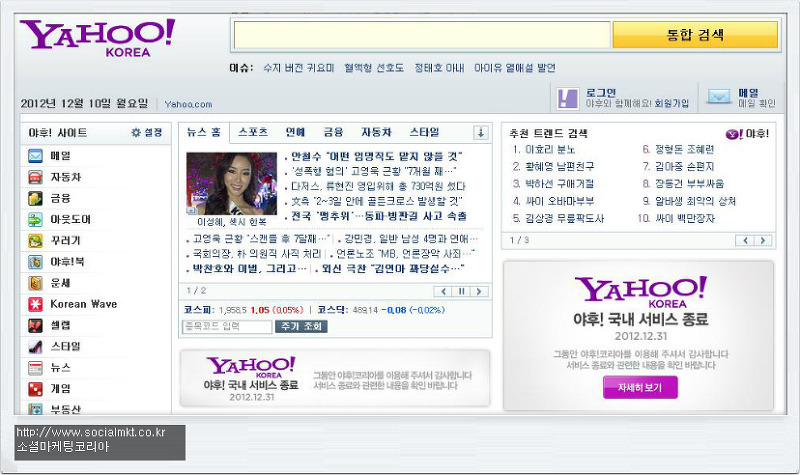 YAHOO!
KOREA
통합 검색
이슈: 수지 버전 귀요미 혈액형 선호도 정태호 아내 아이유 열애설 발언
2012년 12월 10일 월요일 Yahoo.com
로그인
야후와 함께해요! 회원가입
메일
메일 확인
야후! 사이트 설정
메일
자동차
금융
아웃도어
꾸러기
야후!북
운세
Korean Wave
셀럽
스타일
뉴스
게임
부동산
뉴스 홈 스포츠 연예 금융 자동차 스타일
이성혜, 섹시 한복
안철수 "어떤 임명직도 맡지 않을 것"
'성폭행 혐의' 고영욱 근황 "7개월 째…"
다저스, 류현진 영입위해 총 730억원 썼다
文측 "2~3일 안에 골든크로스 발생할 것"
전국 '맹추위'…동파·빙판길 사고 속출
고영욱 근황 "스캔들 후 7달째…" 강민경, 일반 남성 4명과 연애…
국회의장, 朴 의원직 사직 처리 언론노조 "MB, 언론장악 사죄…"
박찬호와 이별, 그리고… 외신 극찬 "김연아 꽈당실수…"
1 / 2
코스피: 1,958.5 1.05 (0.05%) | 코스닥: 489.14 -0.08 (-0.02%)
종목코드 입력 주가 조회
YAHOO!
KOREA
야후! 국내 서비스 종료
2012.12.31
그동안 야후!코리아를 이용해 주셔서 감사합니다
서비스 종료와 관련한 내용을 확인 바랍니다.
추천 트렌드 검색 Y! 야후!
1. 이효리 분노
2. 황혜영 남편친구
3. 박하선 구애거절
4. 싸이 오바마부부
5. 김상경 무릎팍도사
6. 정형돈 조혜련
7. 김아중 손편지
8. 장동건 부부싸움
9. 알바생 최악의 상처
10. 싸이 백만장자
1 / 3
YAHOO!
KOREA
야후! 국내 서비스 종료
2012.12.31
그동안 야후!코리아를 이용해 주셔서 감사합니다
서비스 종료와 관련한 내용을 확인 바랍니다.
자세히 보기
http://www.socialmkt.co.kr
소셜마케팅코리아